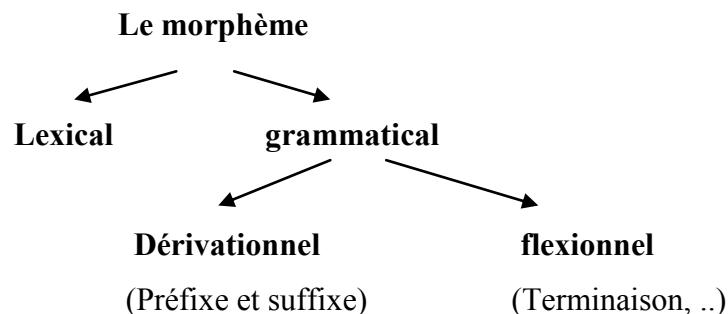 Le morphème
Lexical grammatical
Dérivationnel flexionnel
(Préfixe et suffixe) (Terminaison, ..)